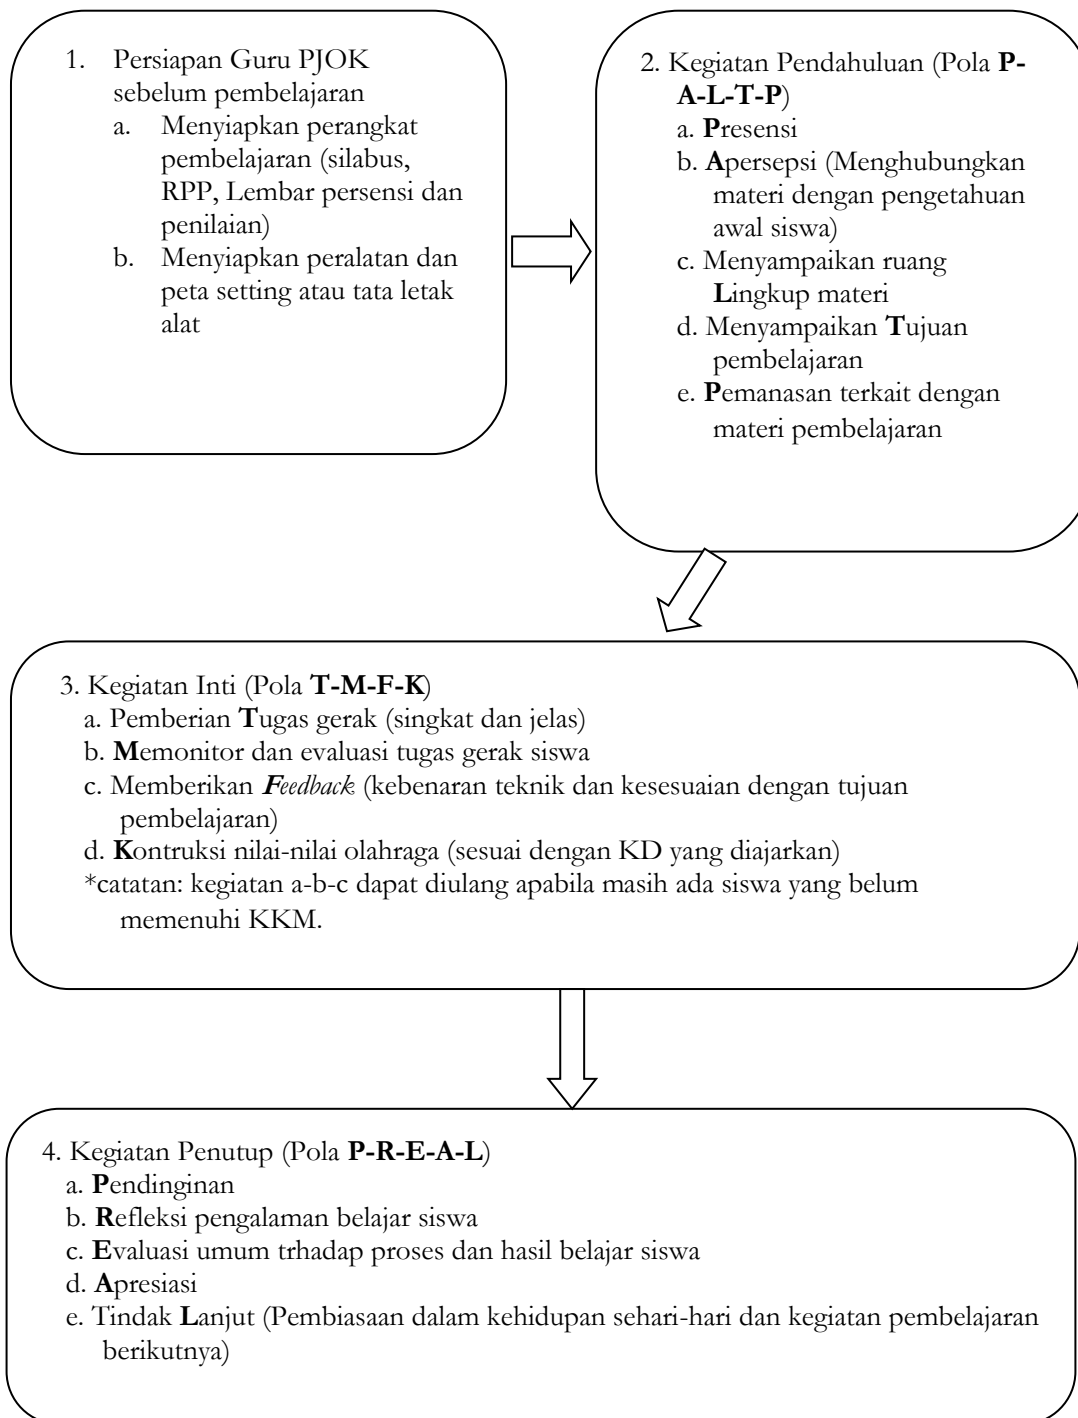 1. Persiapan Guru PJOK
sebelum pembelajaran
a. Menyiapkan perangkat
pembelajaran (silabus,
RPP, Lembar persensi dan
penilaian)
b. Menyiapkan peralatan dan
peta setting atau tata letak
alat
2. Kegiatan Pendahuluan (Pola P-
A-L-T-P)
a. Presensi
b. Apersepsi (Menghubungkan
materi dengan pengetahuan
awal siswa)
c. Menyampaikan ruang
Lingkup materi
d. Menyampaikan Tujuan
pembelajaran
e. Pemanasan terkait dengan
materi pembelajaran
3. Kegiatan Inti (Pola T-M-F-K)
a. Pemberian Tugas gerak (singkat dan jelas)
b. Memonitor dan evaluasi tugas gerak siswa
c. Memberikan Feedback (kebenaran teknik dan kesesuaian dengan tujuan
pembelajaran)
d. Kontruksi nilai-nilai olahraga (sesuai dengan KD yang diajarkan)
*catatan: kegiatan a-b-c dapat diulang apabila masih ada siswa yang belum
memenuhi KKM.
4. Kegiatan Penutup (Pola P-R-E-A-L)
a. Pendinginan
b. Refleksi pengalaman belajar siswa
c. Evaluasi umum trhadap proses dan hasil belajar siswa
d. Apresiasi
e. Tindak Lanjut (Pembiasaan dalam kehidupan sehari-hari dan kegiatan pembelajaran
berikutnya)